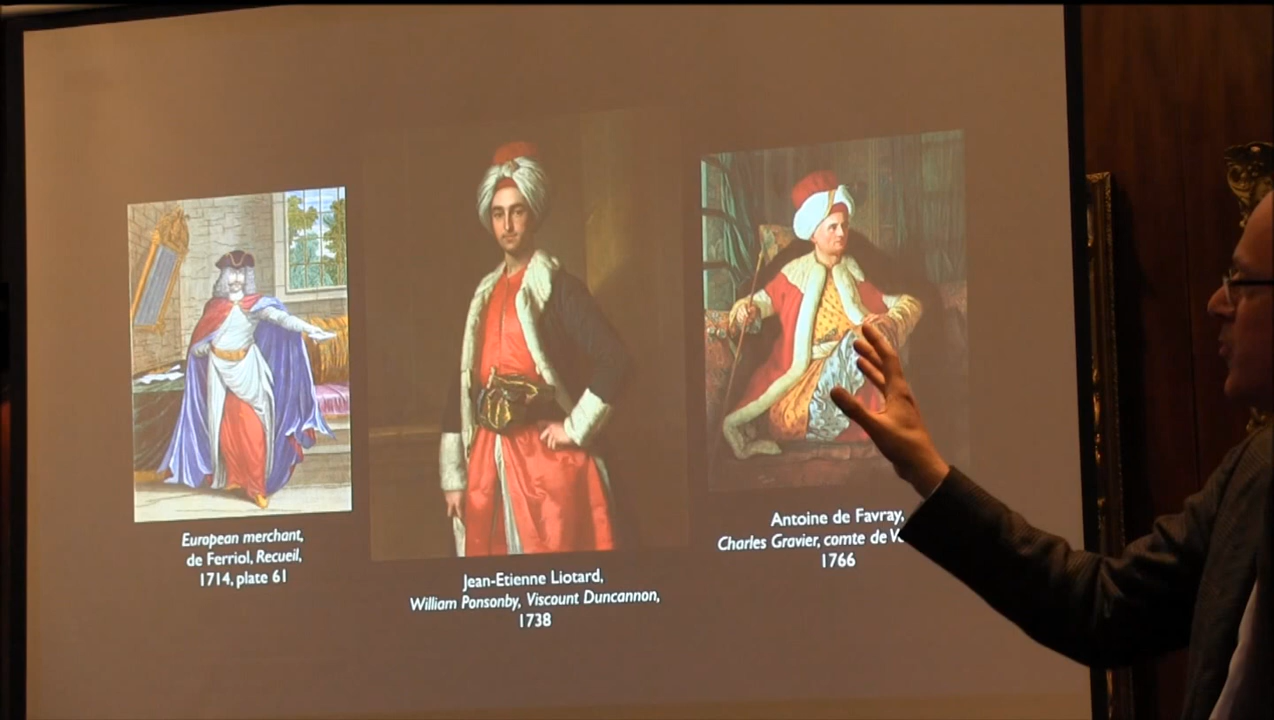 European merchant,
de Ferriol, Recueil,
1714, plate 61
Jean-Etienne Liotard,
William Ponsonby, Viscount Duncannon,
1738
Antoine de Favray,
Charles Gravier, comte de
1766